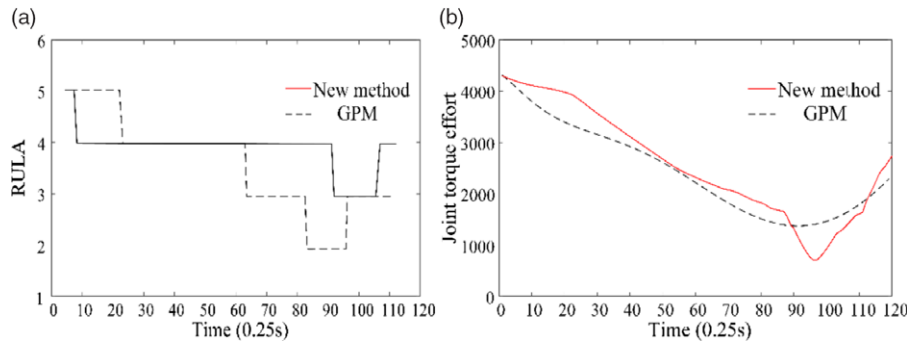 (a)
6
5
4
3
2
1
RULA
New method
GPM
10 20 30 40 50 60 70 80 90 100 110 120
Time (0.25s)
(b)
5000
4000
3000
2000
1000
0
Joint torque effort
New method
GPM
0 10 20 30 40 50 60 70 80 90 100 110 120
Time (0.25s)